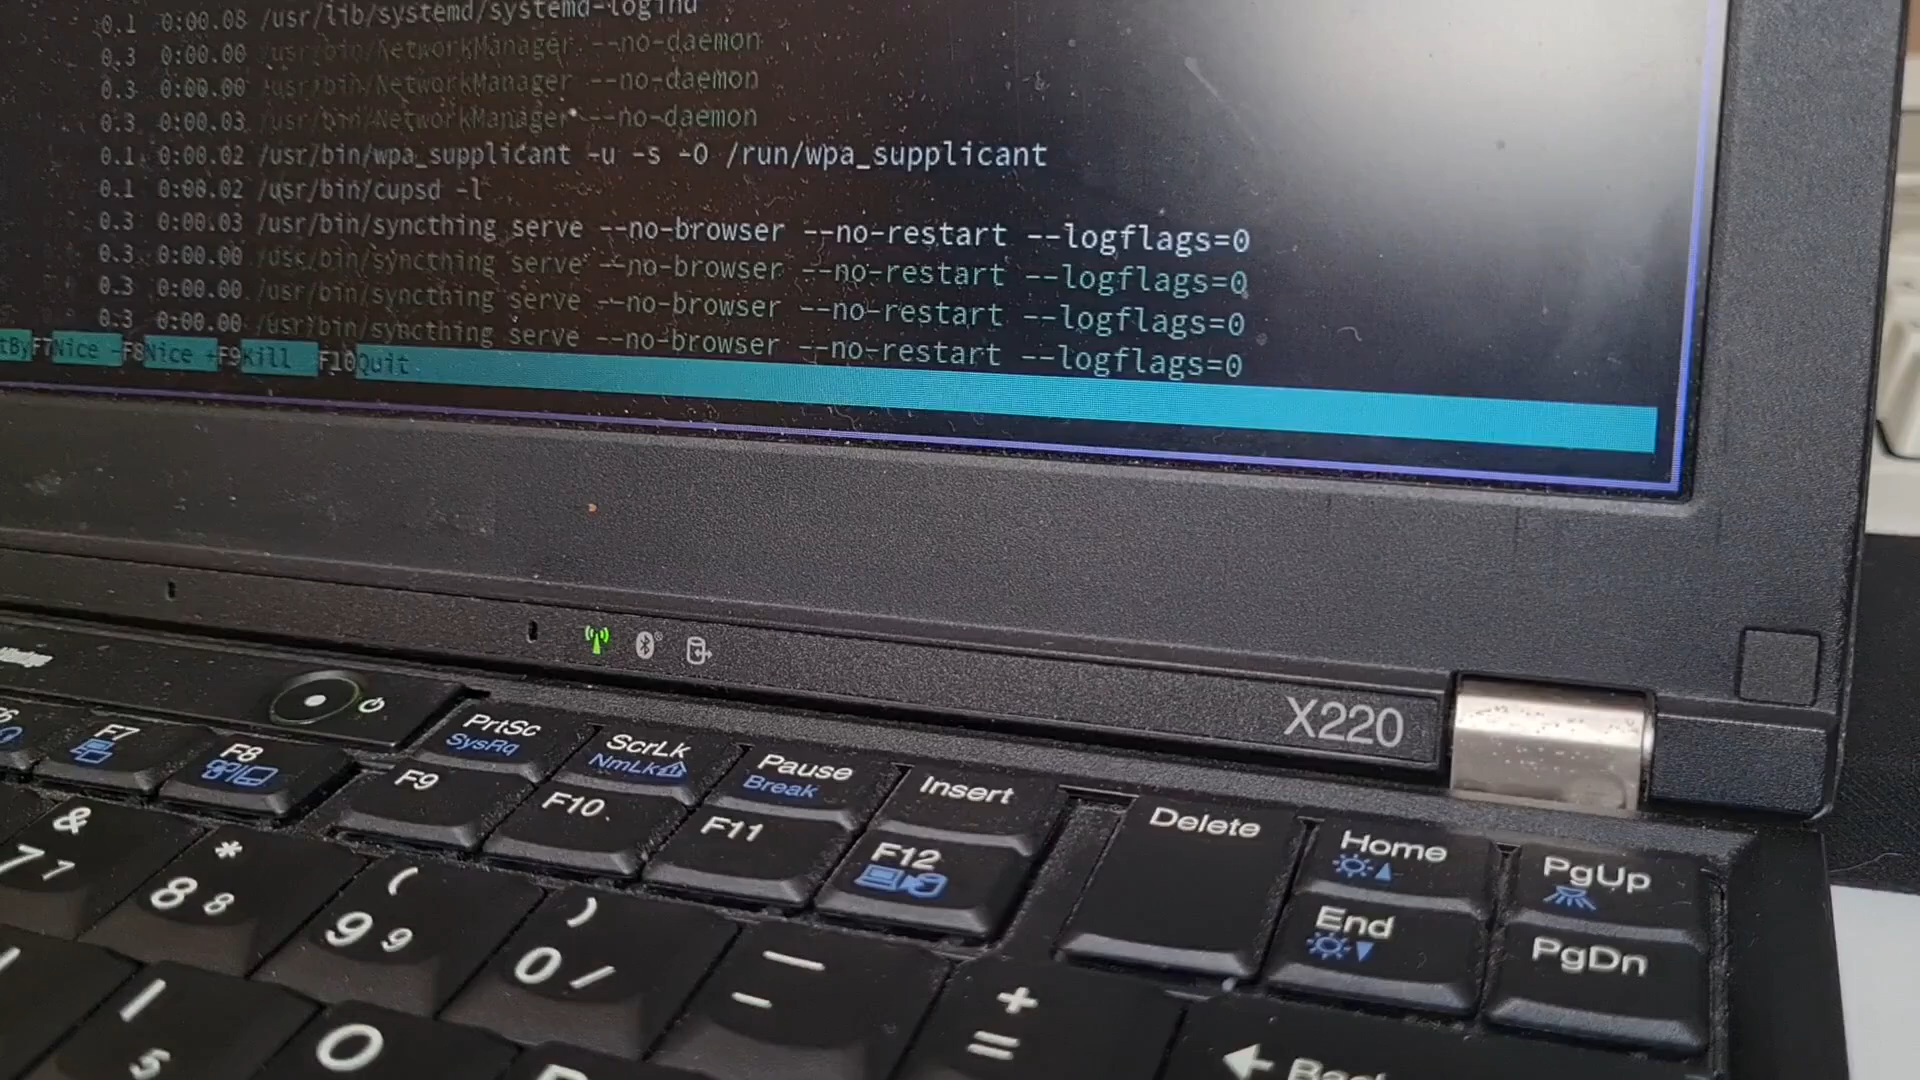 0.1 0:00.08 /usr/lib/systemd/systemd-logind
0.3 0:00.00 /usr/bin/NetworkManager --no-daemon
0.3 0:00.00 /usr/bin/NetworkManager --no-daemon
0.3 0:00.03 /usr/bin/NetworkManager --no-daemon
0.1 0:00.02 /usr/bin/wpa_supplicant -u -s -O /run/wpa_supplicant
0.1 0:00.02 /usr/bin/cupsd -l
0.3 0:00.03 /usr/bin/syncthing serve --no-browser --no-restart --logflags=0
0.3 0:00.00 /usr/bin/syncthing serve --no-browser --no-restart --logflags=0
0.3 0:00.00 /usr/bin/syncthing serve --no-browser --no-restart --logflags=0
0.3 0:00.00 /usr/bin/syncthing serve --no-browser --no-restart --logflags=0
tByF7Nice -F8Nice +F9Kill F10Quit
X220
PrtSc
SysRq
ScrLk
NmLk
Pause
Break
Insert
Delete
Home
PgUp
F7
F8
F9
F10
F11
F12
End
PgDn
& 7 7
* 8 8
( 9 9
) 0 /
— -
+ =
I 5
O
← Bac